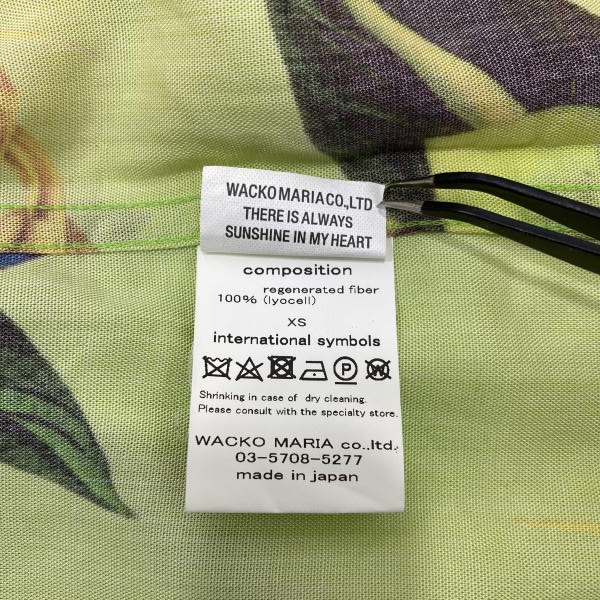 WACKO MARIA CO.,LTD
THERE IS ALWAYS
SUNSHINE IN MY HEART
composition
regenerated fiber
100% (lyocell)
XS
international symbols
P W
Shrinking in case of dry cleaning.
Please consult with the specialty store.
WACKO MARIA co.,ltd.
03-5708-5277
made in japan